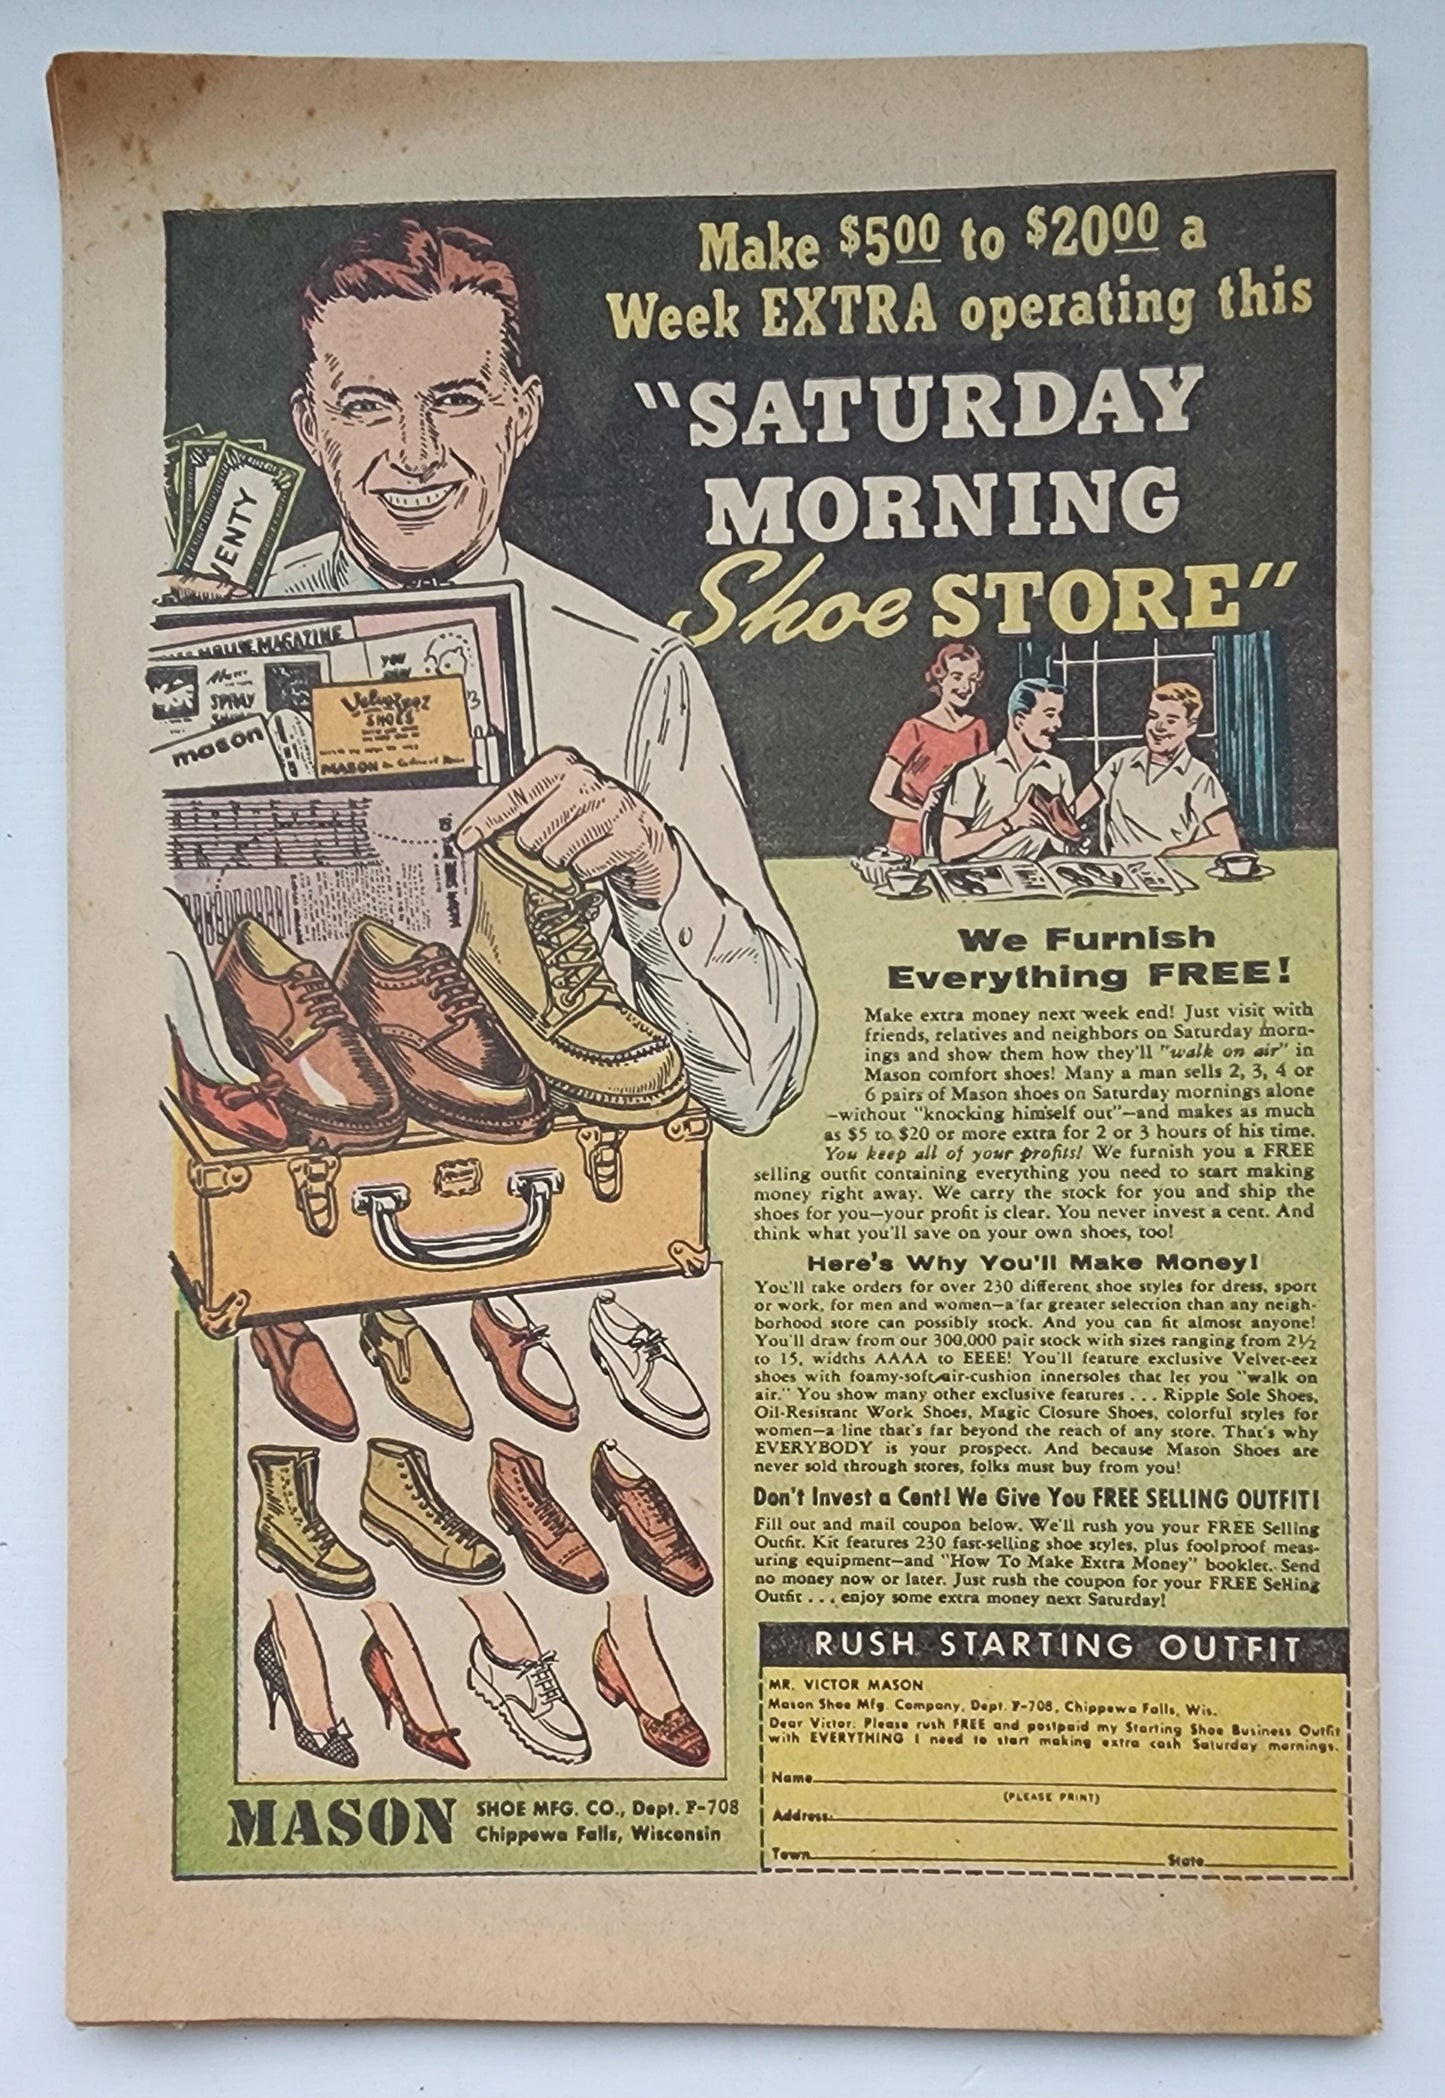 Make $5.00 to $20.00 a
Week EXTRA operating this
"SATURDAY
MORNING
Shoe STORE"
VENTY
MAGAZINE
SPRAY
YOU
Velvet-eez
SHOES
mason
MASON
We Furnish
Everything FREE!
Make extra money next week end! Just visit with
friends, relatives and neighbors on Saturday morn-
ings and show them how they'll "walk on air" in
Mason comfort shoes! Many a man sells 2, 3, 4 or
6 pairs of Mason shoes on Saturday mornings alone
—without "knocking himself out"—and makes as much
as $5 to $20 or more extra for 2 or 3 hours of his time.
You keep all of your profits! We furnish you a FREE
selling outfit containing everything you need to start making
money right away. We carry the stock for you and ship the
shoes for you—your profit is clear. You never invest a cent. And
think what you'll save on your own shoes, too!
Here's Why You'll Make Money!
You'll take orders for over 230 different shoe styles for dress, sport
or work, for men and women—a far greater selection than any neigh-
borhood store can possibly stock. And you can fit almost anyone!
You'll draw from our 300,000 pair stock with sizes ranging from 2½
to 15, widths AAAA to EEEE! You'll feature exclusive Velvet-eez
shoes with foamy-soft air-cushion innersoles that let you "walk on
air." You show many other exclusive features . . . Ripple Sole Shoes,
Oil-Resistant Work Shoes, Magic Closure Shoes, colorful styles for
women—a line that's far beyond the reach of any store. That's why
EVERYBODY is your prospect. And because Mason Shoes are
never sold through stores, folks must buy from you!
Don't Invest a Cent! We Give You FREE SELLING OUTFIT!
Fill out and mail coupon below. We'll rush you your FREE Selling
Outfit. Kit features 230 fast-selling shoe styles, plus foolproof meas-
uring equipment—and "How To Make Extra Money" booklet. Send
no money now or later. Just rush the coupon for your FREE Selling
Outfit . . . enjoy some extra money next Saturday!
RUSH STARTING OUTFIT
MR. VICTOR MASON
Mason Shoe Mfg. Company, Dept. F-708, Chippewa Falls, Wis.
Dear Victor: Please rush FREE and postpaid my Starting Shoe Business Outfit
with EVERYTHING I need to start making extra cash Saturday mornings.
Name
(PLEASE PRINT)
Address
Town State
MASON SHOE MFG. CO., Dept. F-708
Chippewa Falls, Wisconsin